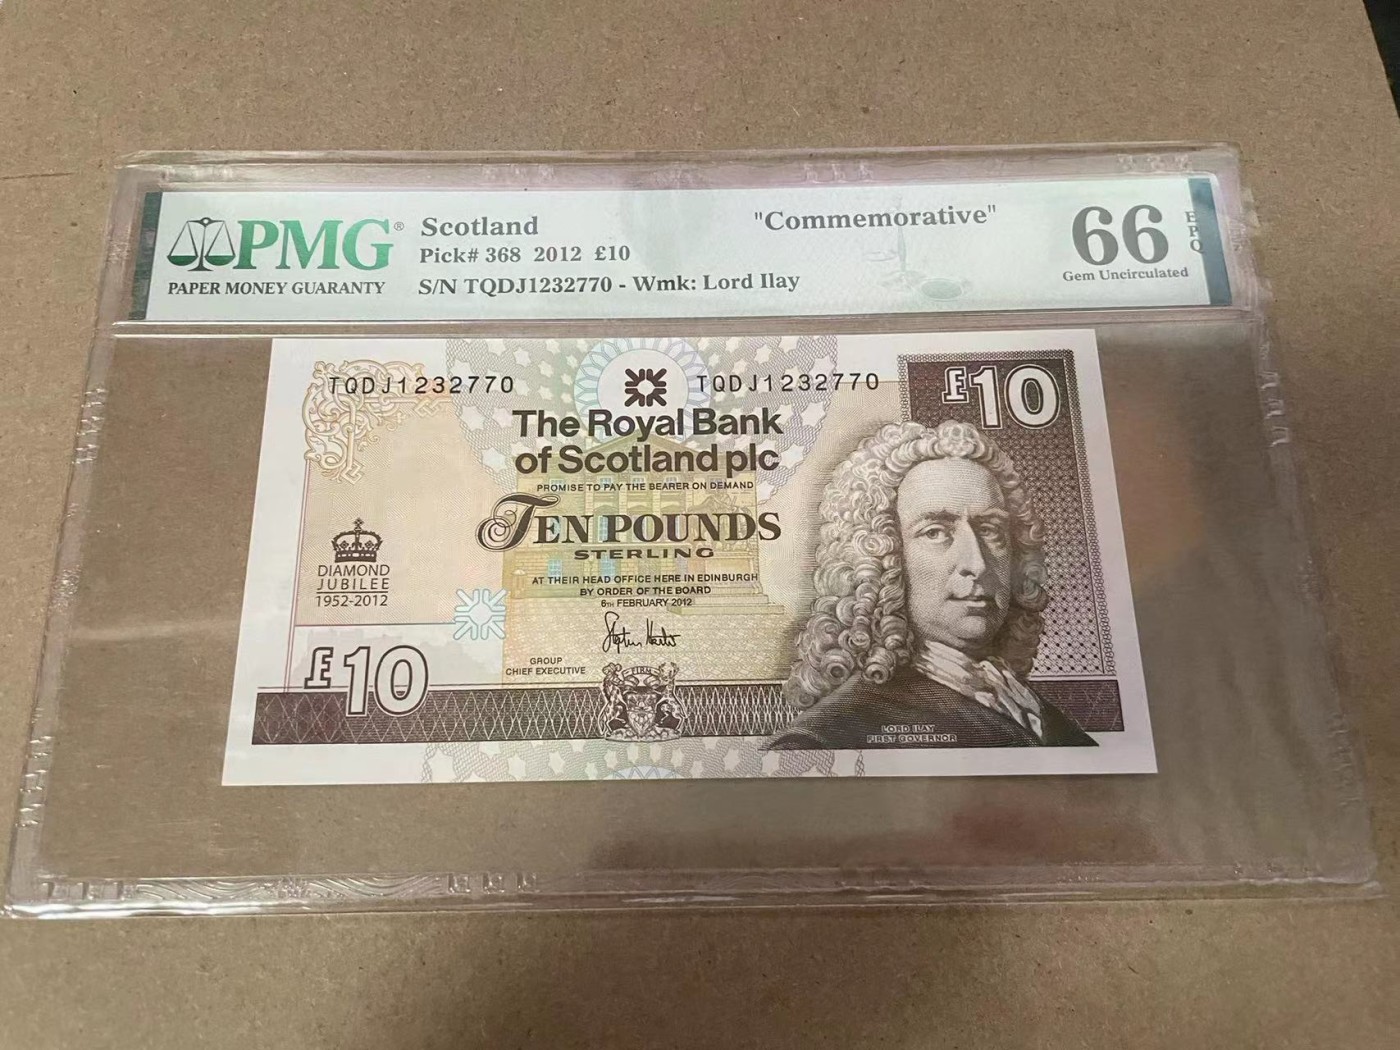 PMG®
PAPER MONEY GUARANTY
Scotland
Pick# 368 2012 £10
S/N TQDJ1232770 - Wmk: Lord Ilay
"Commemorative"
66
EPQ
Gem Uncirculated
TQDJ1232770
TQDJ1232770
£10
The Royal Bank
of Scotland plc
PROMISE TO PAY THE BEARER ON DEMAND
TEN POUNDS
STERLING
AT THEIR HEAD OFFICE HERE IN EDINBURGH
BY ORDER OF THE BOARD
6TH FEBRUARY 2012
DIAMOND
JUBILEE
1952-2012
GROUP
CHIEF EXECUTIVE
FIRM
£10
LORD ILAY
FIRST GOVERNOR